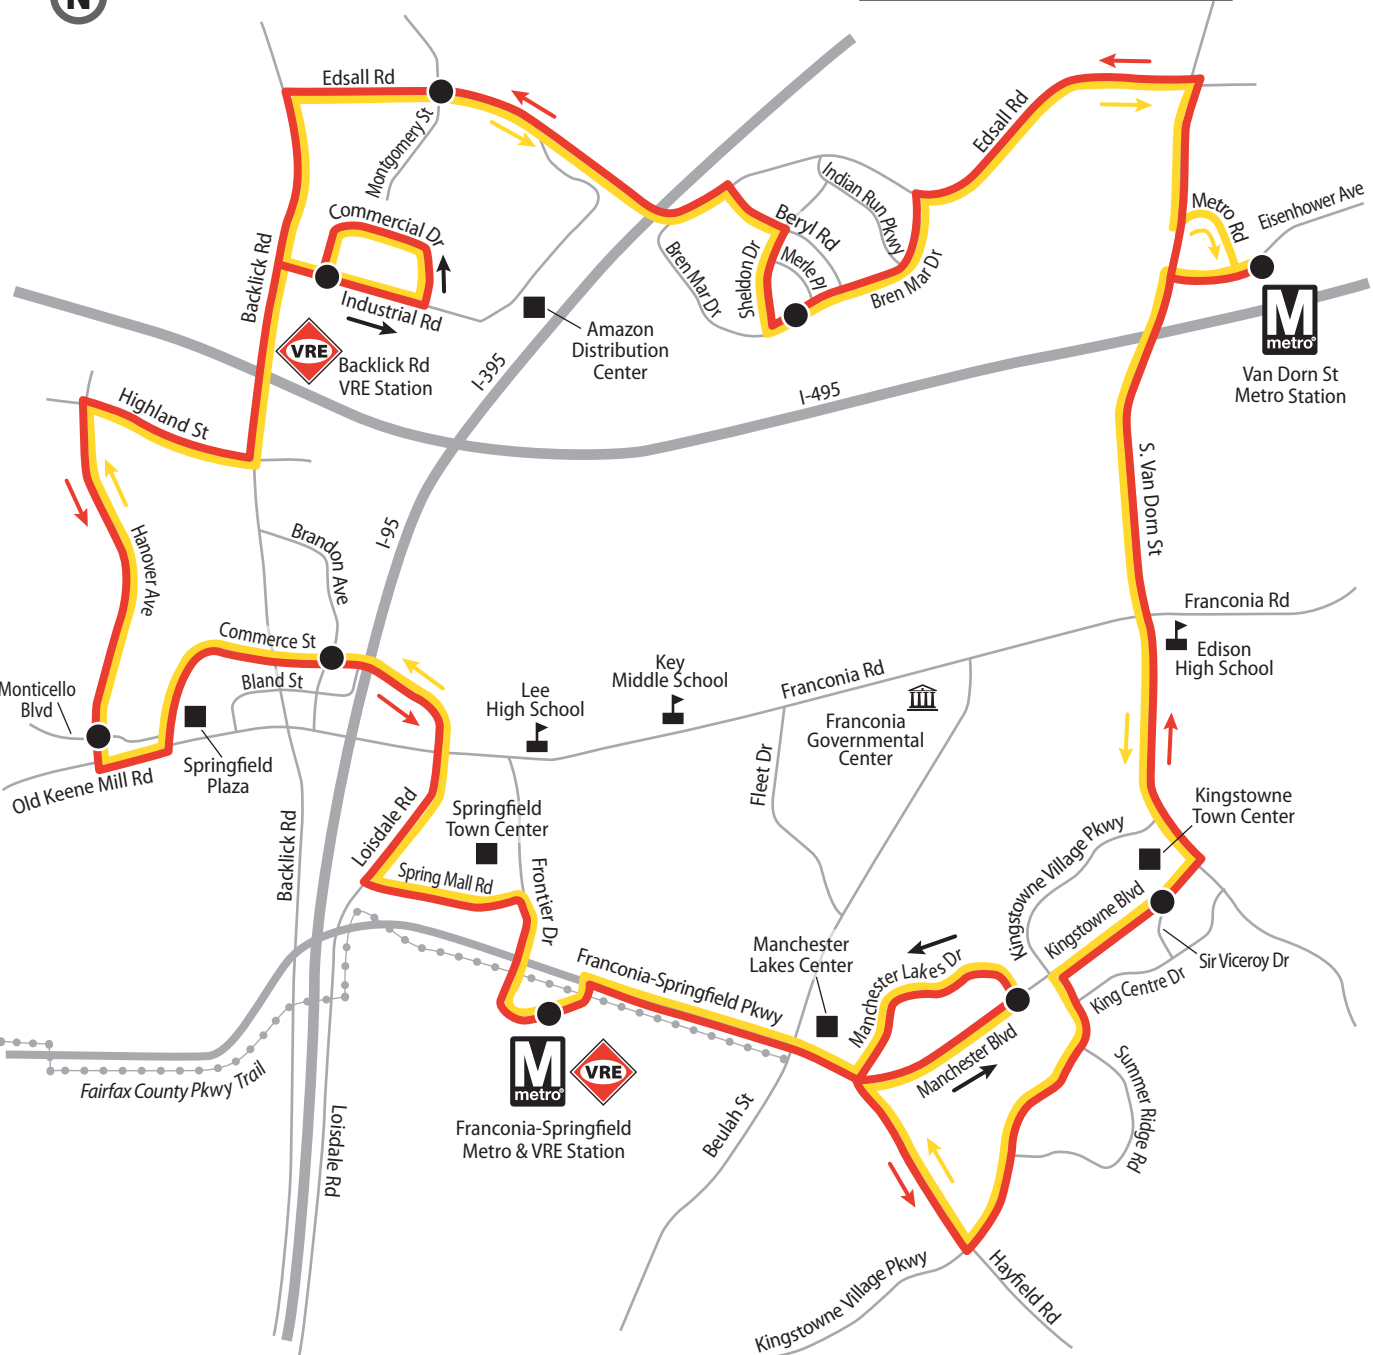 N
Edsall Rd
Montgomery St
Commercial Dr
Industrial Rd
Backlick Rd
VRE
Backlick Rd
VRE Station
Amazon
Distribution
Center
I-395
Bren Mar Dr
Sheldon Dr
Beryl Rd
Merle Pl
Indian Run Pkwy
Bren Mar Dr
Edsall Rd
Metro Rd
Eisenhower Ave
M
metro®
Van Dorn St
Metro Station
I-495
Highland St
Hanover Ave
Brandon Ave
I-95
S. Van Dorn St
Franconia Rd
Edison
High School
Commerce St
Bland St
Monticello
Blvd
Springfield
Plaza
Old Keene Mill Rd
Lee
High School
Key
Middle School
Franconia Rd
Franconia
Governmental
Center
Fleet Dr
Loisdale Rd
Springfield
Town Center
Spring Mall Rd
Frontier Dr
Backlick Rd
Kingstowne
Town Center
Kingstowne Village Pkwy
Kingstowne Blvd
Sir Viceroy Dr
King Centre Dr
Manchester
Lakes Center
Manchester Lakes Dr
Manchester Blvd
Franconia-Springfield Pkwy
Summer Ridge Rd
Fairfax County Pkwy Trail
M
metro®
VRE
Franconia-Springfield
Metro & VRE Station
Loisdale Rd
Beulah St
Kingstowne Village Pkwy
Hayfield Rd